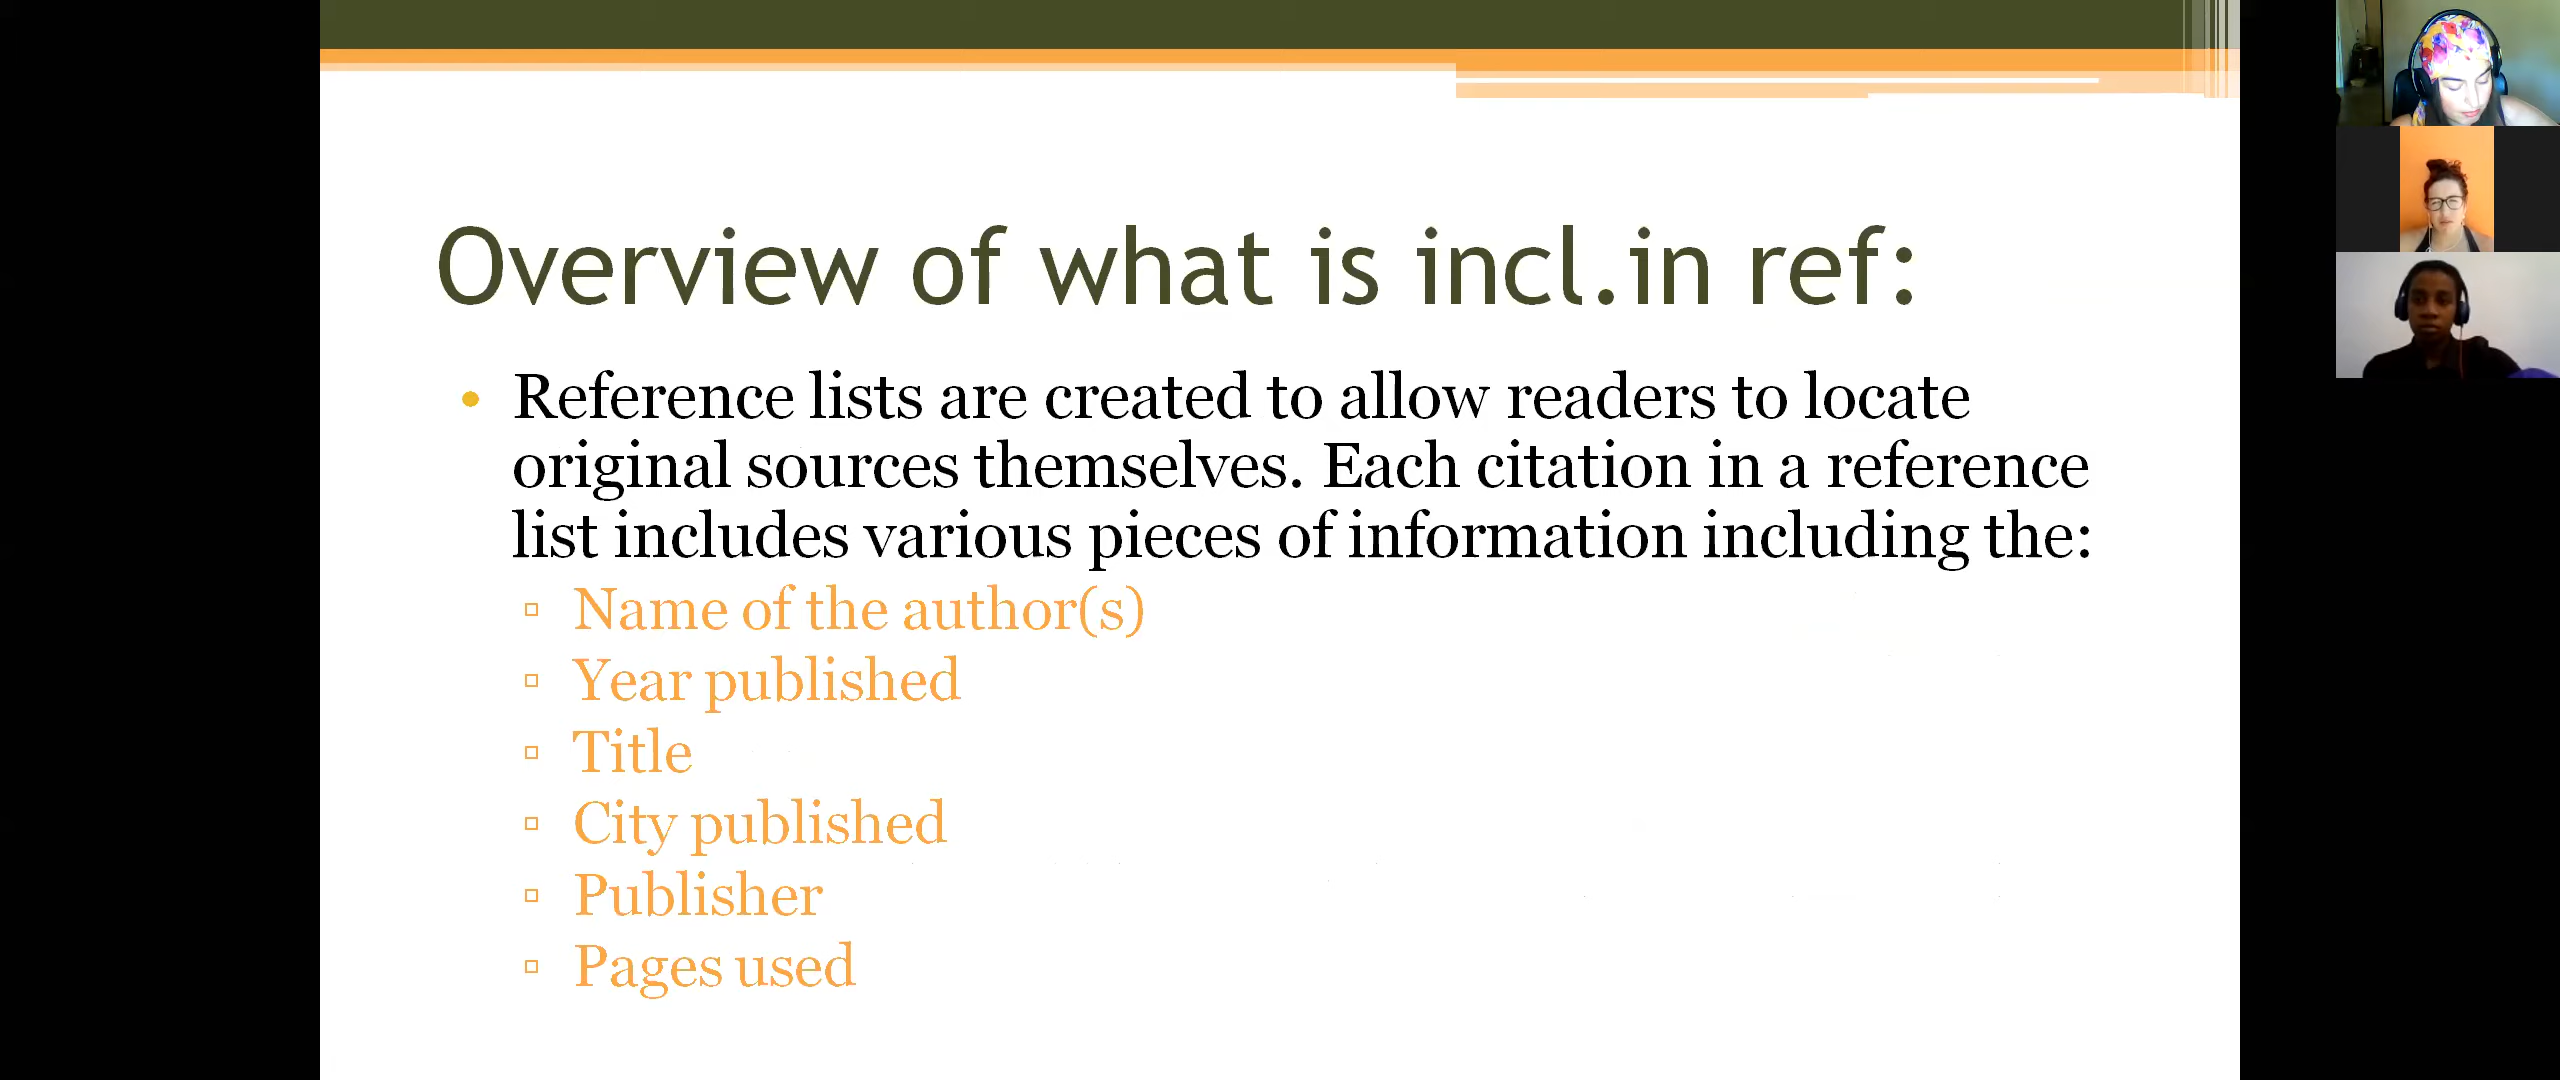 Overview of what is incl.in ref:
• Reference lists are created to allow readers to locate
original sources themselves. Each citation in a reference
list includes various pieces of information including the:
▫ Name of the author(s)
▫ Year published
▫ Title
▫ City published
▫ Publisher
▫ Pages used